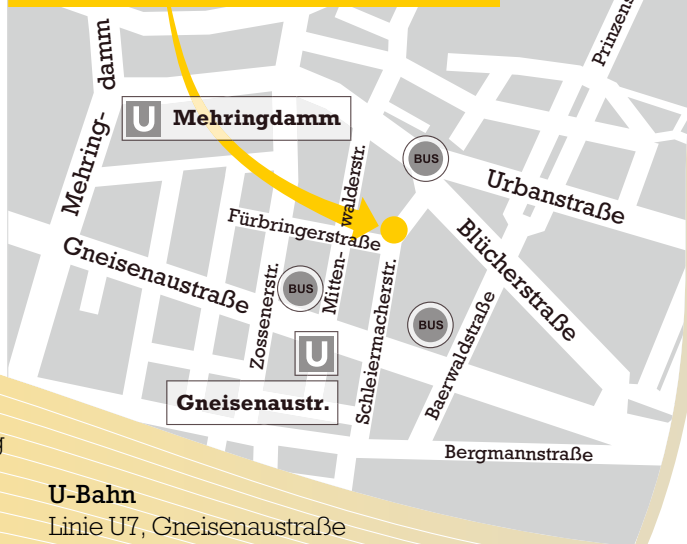 Mehring-
damm
U Mehringdamm
Prinzens
BUS
Urbanstraße
Mitten-
walderstr.
Fürbringerstraße
Blücherstraße
Gneisenaustraße
Zossenerstr.
BUS
BUS
Schleiermacherstr.
Baerwaldstraße
U
Gneisenaustr.
Bergmannstraße
g
U-Bahn
Linie U7, Gneisenaustraße